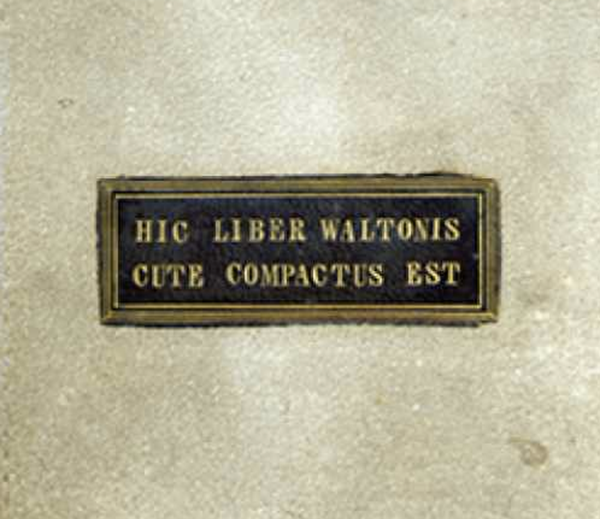 HIC LIBER WALTONIS
CUTE COMPACTUS EST